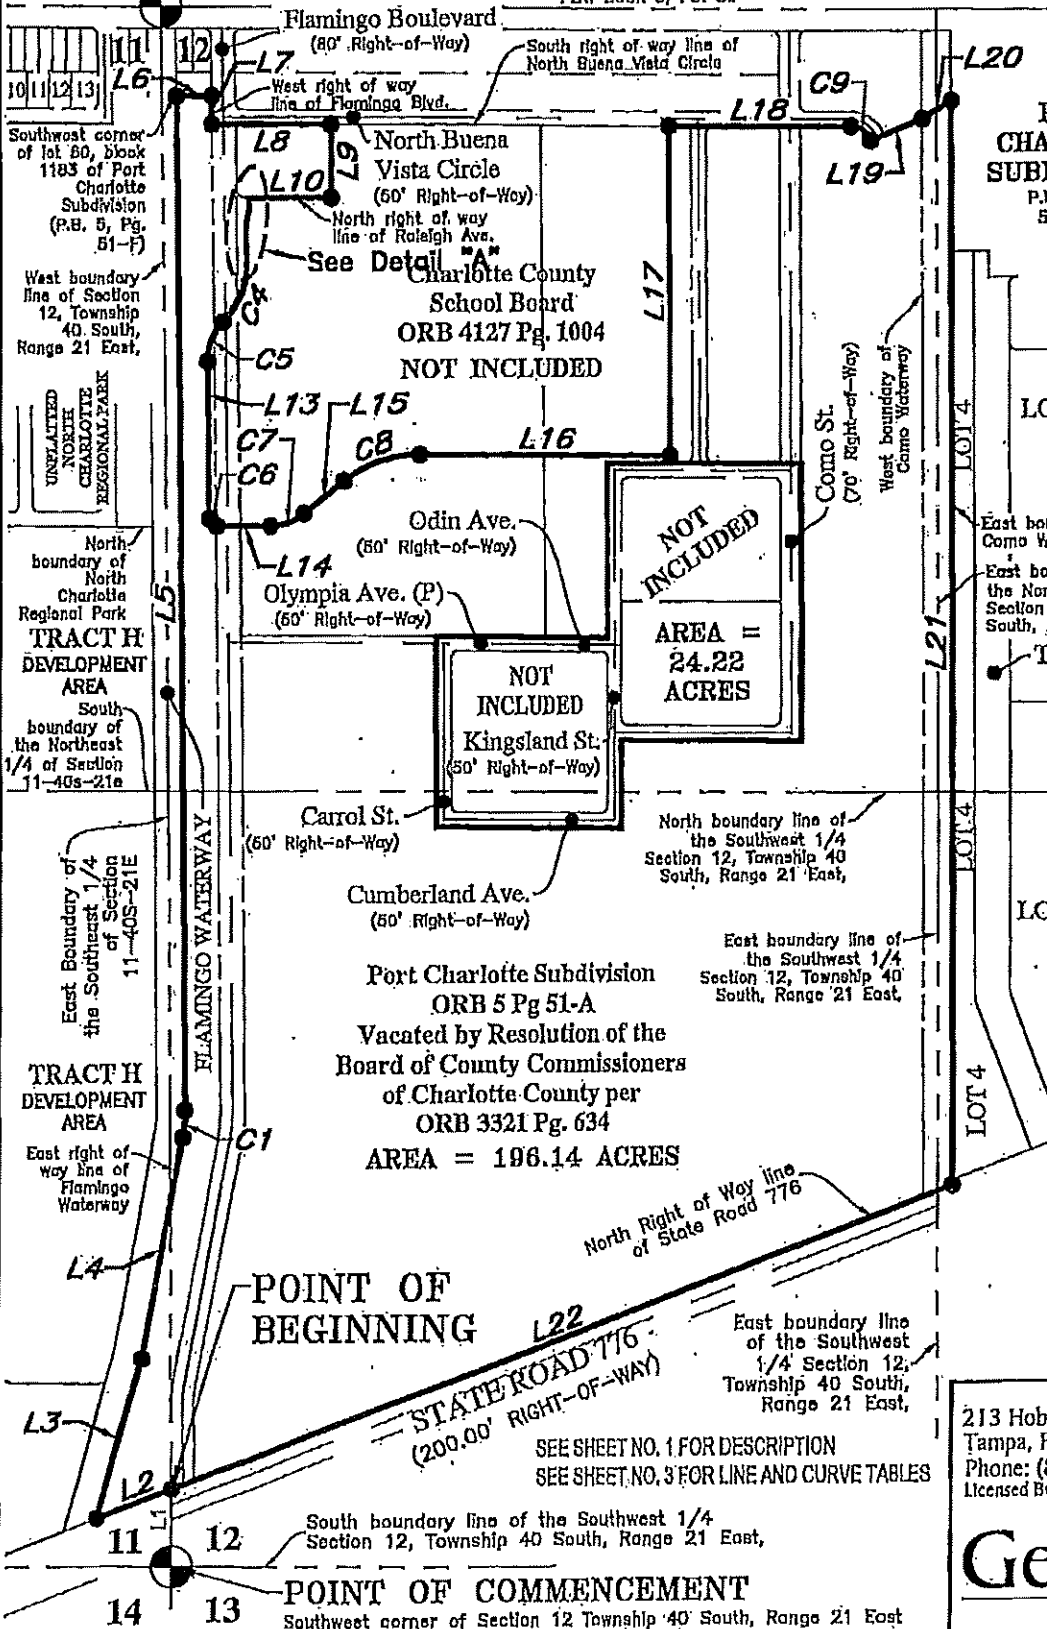 Flamingo Boulevard
(80' Right-of-Way)
11
12
L6
L7
10 11 12 13
West right of way
line of Flamingo Blvd.
South right of way line of
North Buena Vista Circle
C9
L20
L18
L19
L8
L9
L10
North Buena
Vista Circle
(50' Right-of-Way)
Southwest corner
of lot 60, block
1183 of Port
Charlotte
Subdivision
(P.B. 5, Pg.
51-F)
North right of way
line of Raleigh Ave.
See Detail "A"
CHA
SUBI
P.
5
West boundary
line of Section
12, Township
40 South,
Range 21 East,
C4
C5
Charlotte County
School Board
ORB 4127 Pg. 1004
NOT INCLUDED
L17
Como St.
(70' Right-of-Way)
West boundary of
Como Waterway
LOT 4
LO
UNPLATTED
NORTH
CHARLOTTE
REGIONAL PARK
L13
L15
C7
C8
L16
C6
L14
Odin Ave.
(50' Right-of-Way)
Olympia Ave. (P)
(50' Right-of-Way)
NOT
INCLUDED
AREA =
24.22
ACRES
East bo
Como W
East bo
the Nor
Section
South,
T
North
boundary of
North
Charlotte
Regional Park
L5
TRACT H
DEVELOPMENT
AREA
South
boundary of
the Northeast
1/4 of Section
11-40s-21e
NOT
INCLUDED
Kingsland St.
(50' Right-of-Way)
L21
Carrol St.
(50' Right-of-Way)
Cumberland Ave.
(50' Right-of-Way)
North boundary line of
the Southwest 1/4
Section 12, Township 40
South, Range 21 East,
LOT 4
LO
East Boundary of
the Southeast 1/4
of Section
11-40S-21E
FLAMINGO WATERWAY
East boundary line of
the Southwest 1/4
Section 12, Township 40
South, Range 21 East,
Port Charlotte Subdivision
ORB 5 Pg 51-A
Vacated by Resolution of the
Board of County Commissioners
of Charlotte County per
ORB 3321 Pg. 634
AREA = 196.14 ACRES
LOT 4
TRACT H
DEVELOPMENT
AREA
C1
East right of
way line of
Flamingo
Waterway
North Right of Way line
of State Road 776
L4
POINT OF
BEGINNING
L22
STATE ROAD 776
(200.00' RIGHT-OF-WAY)
East boundary line
of the Southwest
1/4 Section 12,
Township 40 South,
Range 21 East,
L3
L2
L1
SEE SHEET NO. 1 FOR DESCRIPTION
SEE SHEET NO. 3 FOR LINE AND CURVE TABLES
213 Hob
Tampa, F
Phone: (8
Licensed B
Ge
11
12
South boundary line of the Southwest 1/4
Section 12, Township 40 South, Range 21 East,
14
13
POINT OF COMMENCEMENT
Southwest corner of Section 12 Township 40 South, Range 21 East